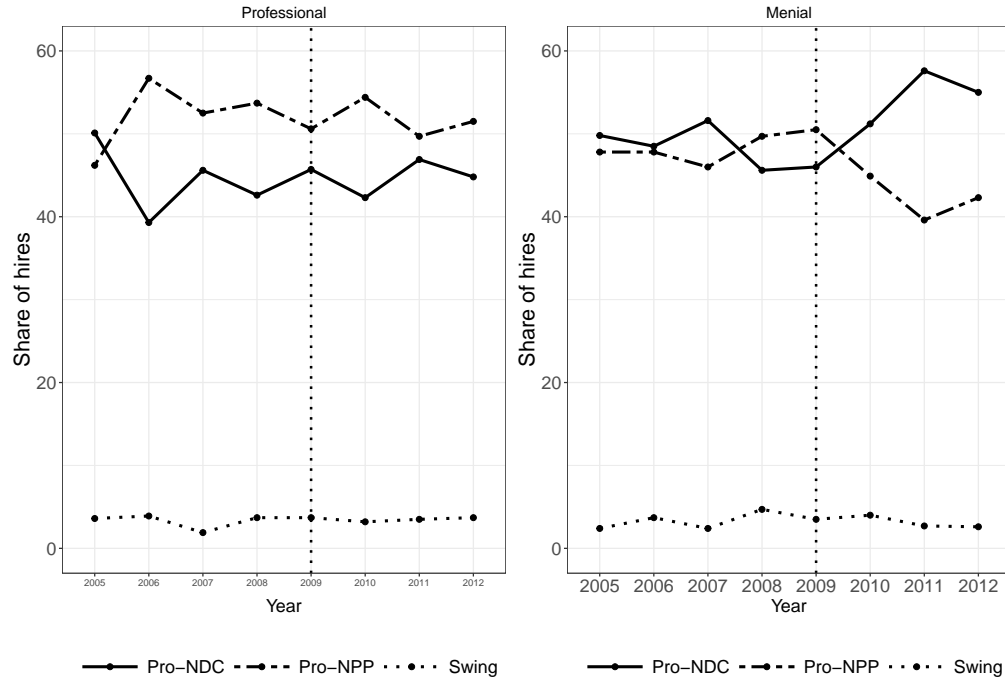 Professional
Share of hires
60
40
20
0
2005 2006 2007 2008 2009 2010 2011 2012
Year
Pro−NDC Pro−NPP Swing
Menial
Share of hires
60
40
20
0
2005 2006 2007 2008 2009 2010 2011 2012
Year
Pro−NDC Pro−NPP Swing